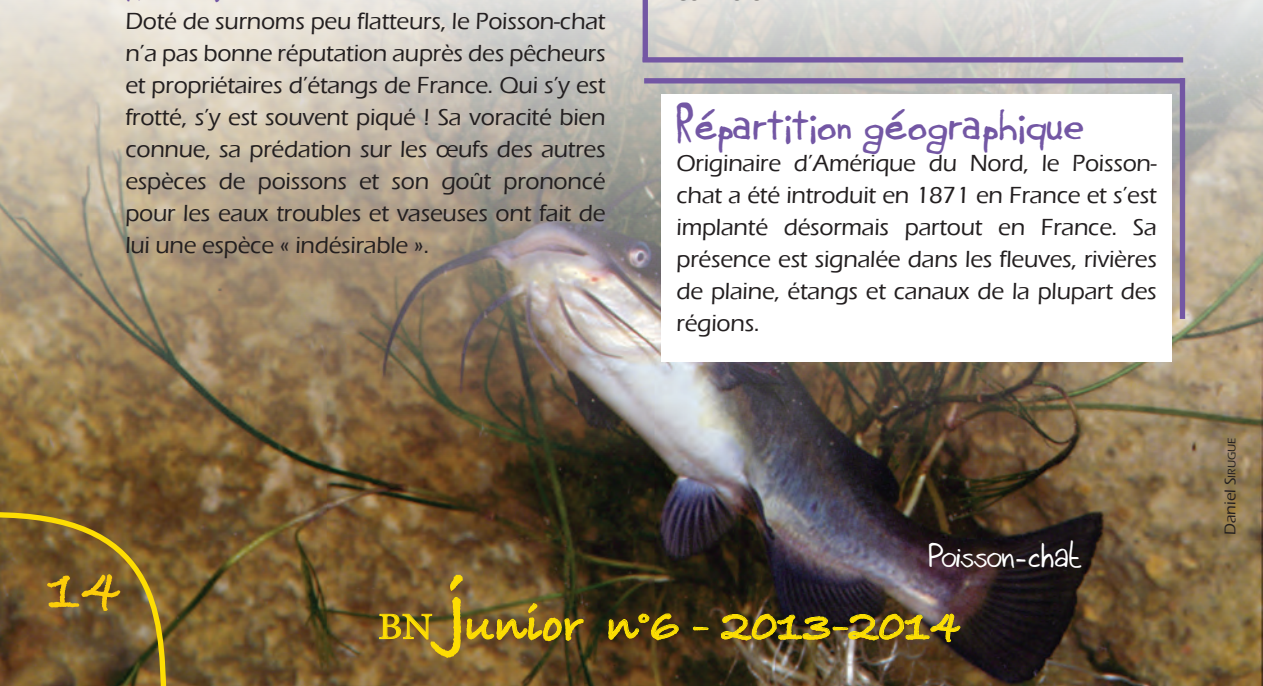 Doté de surnoms peu flatteurs, le Poisson-chat
n'a pas bonne réputation auprès des pêcheurs
et propriétaires d'étangs de France. Qui s'y est
frotté, s'y est souvent piqué ! Sa voracité bien
connue, sa prédation sur les œufs des autres
espèces de poissons et son goût prononcé
pour les eaux troubles et vaseuses ont fait de
lui une espèce « indésirable ».
Répartition géographique
Originaire d'Amérique du Nord, le Poisson-
chat a été introduit en 1871 en France et s'est
implanté désormais partout en France. Sa
présence est signalée dans les fleuves, rivières
de plaine, étangs et canaux de la plupart des
régions.
Daniel SIRUGUE
Poisson-chat
14
BN junior n°6 - 2013-2014